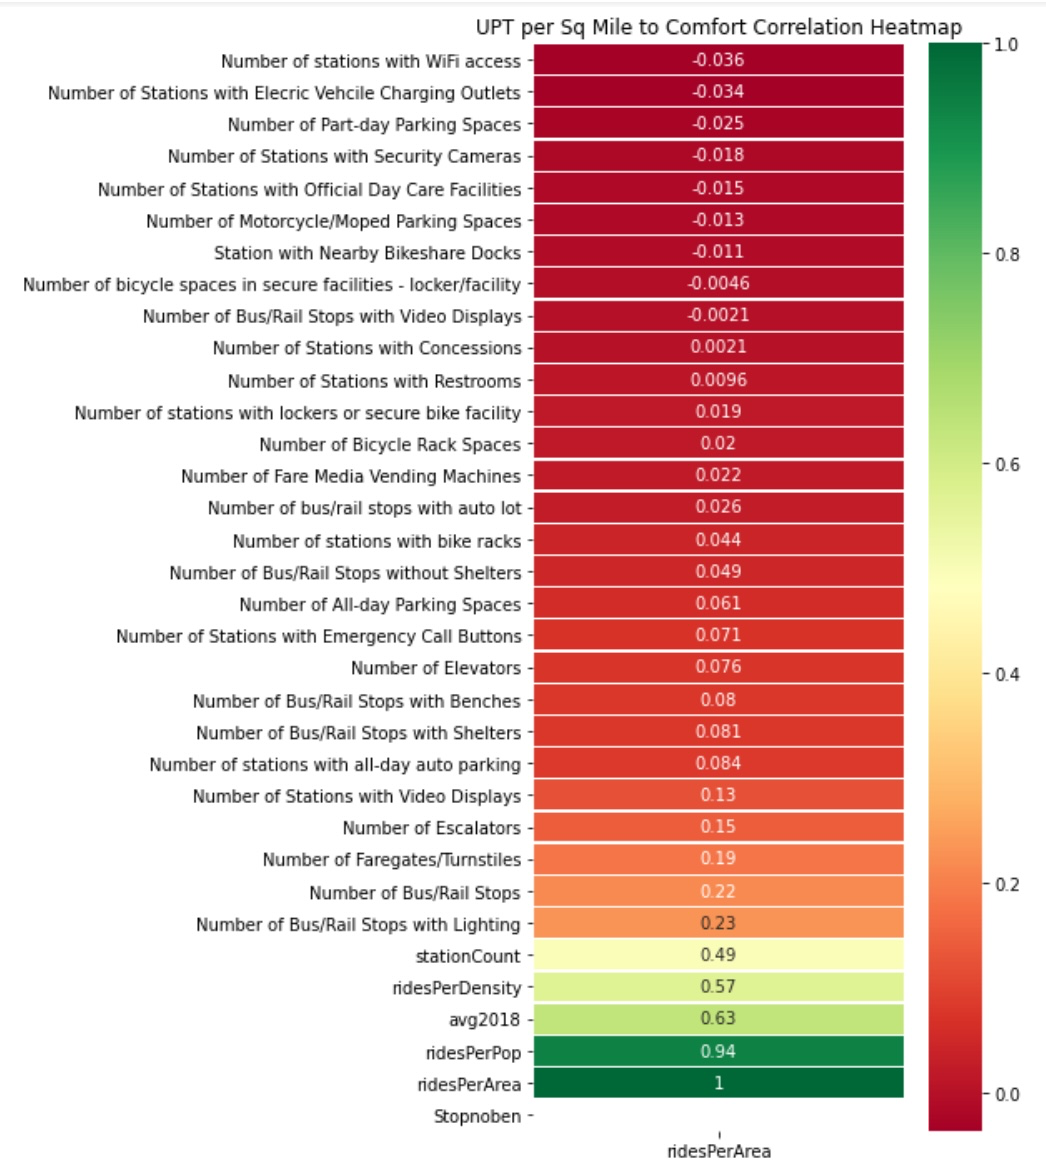 UPT per Sq Mile to Comfort Correlation Heatmap
Number of stations with WiFi access -0.036
Number of Stations with Elecric Vehcile Charging Outlets -0.034
Number of Part-day Parking Spaces -0.025
Number of Stations with Security Cameras -0.018
Number of Stations with Official Day Care Facilities -0.015
Number of Motorcycle/Moped Parking Spaces -0.013
Station with Nearby Bikeshare Docks -0.011
Number of bicycle spaces in secure facilities - locker/facility -0.0046
Number of Bus/Rail Stops with Video Displays -0.0021
Number of Stations with Concessions 0.0021
Number of Stations with Restrooms 0.0096
Number of stations with lockers or secure bike facility 0.019
Number of Bicycle Rack Spaces 0.02
Number of Fare Media Vending Machines 0.022
Number of bus/rail stops with auto lot 0.026
Number of stations with bike racks 0.044
Number of Bus/Rail Stops without Shelters 0.049
Number of All-day Parking Spaces 0.061
Number of Stations with Emergency Call Buttons 0.071
Number of Elevators 0.076
Number of Bus/Rail Stops with Benches 0.08
Number of Bus/Rail Stops with Shelters 0.081
Number of stations with all-day auto parking 0.084
Number of Stations with Video Displays 0.13
Number of Escalators 0.15
Number of Faregates/Turnstiles 0.19
Number of Bus/Rail Stops 0.22
Number of Bus/Rail Stops with Lighting 0.23
stationCount 0.49
ridesPerDensity 0.57
avg2018 0.63
ridesPerPop 0.94
ridesPerArea 1
Stopnoben
ridesPerArea
1.0
0.8
0.6
0.4
0.2
0.0